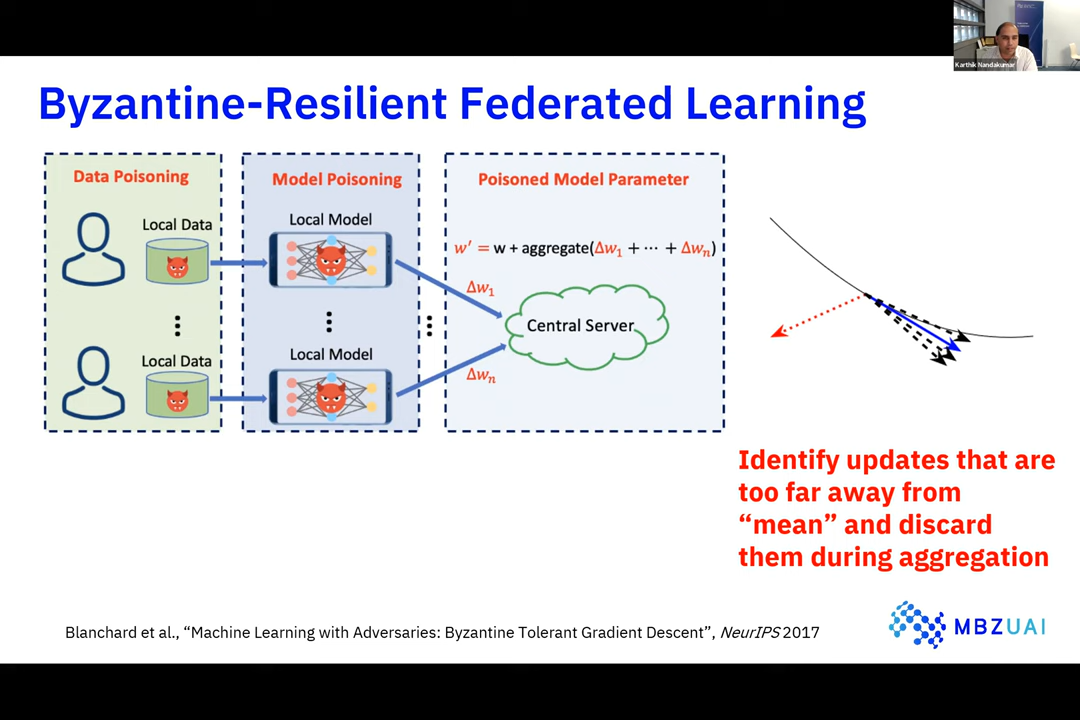 Karthik Nandakumar
Byzantine-Resilient Federated Learning
Data Poisoning
Local Data
Local Data
Model Poisoning
Local Model
Local Model
Poisoned Model Parameter
w′ = w + aggregate(Δw₁ + ⋯ + Δwₙ)
Δw₁
Central Server
Δwₙ
Identify updates that are
too far away from
“mean” and discard
them during aggregation
Blanchard et al., “Machine Learning with Adversaries: Byzantine Tolerant Gradient Descent”, NeurIPS 2017
MBZUAI